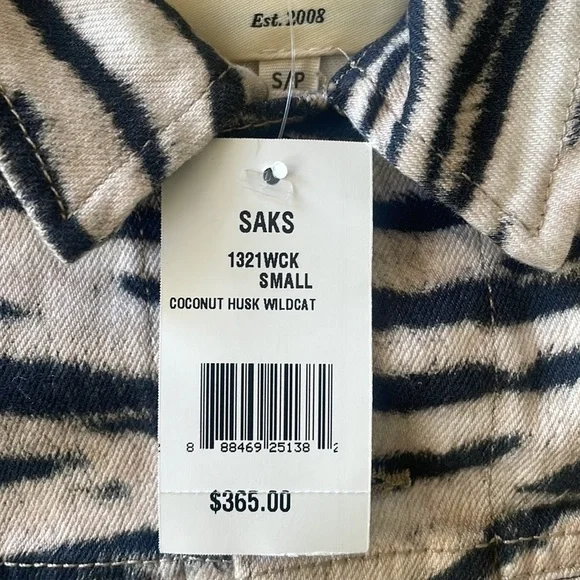 Est. 2008
S/P
SAKS
1321WCK
SMALL
COCONUT HUSK WILDCAT
8 88469 25138 2
$365.00